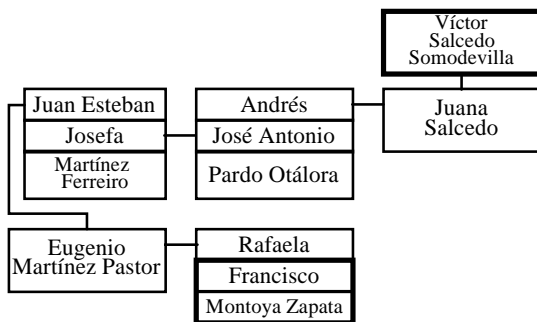 Víctor
Salcedo
Somodevilla
Juan Esteban
Josefa
Martínez
Ferreiro
Andrés
José Antonio
Pardo Otálora
Juana
Salcedo
Eugenio
Martínez Pastor
Rafaela
Francisco
Montoya Zapata